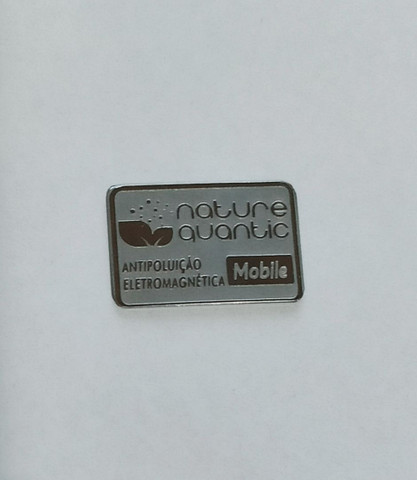 nature
quantic
ANTIPOLUIÇÃO
ELETROMAGNÉTICA
Mobile